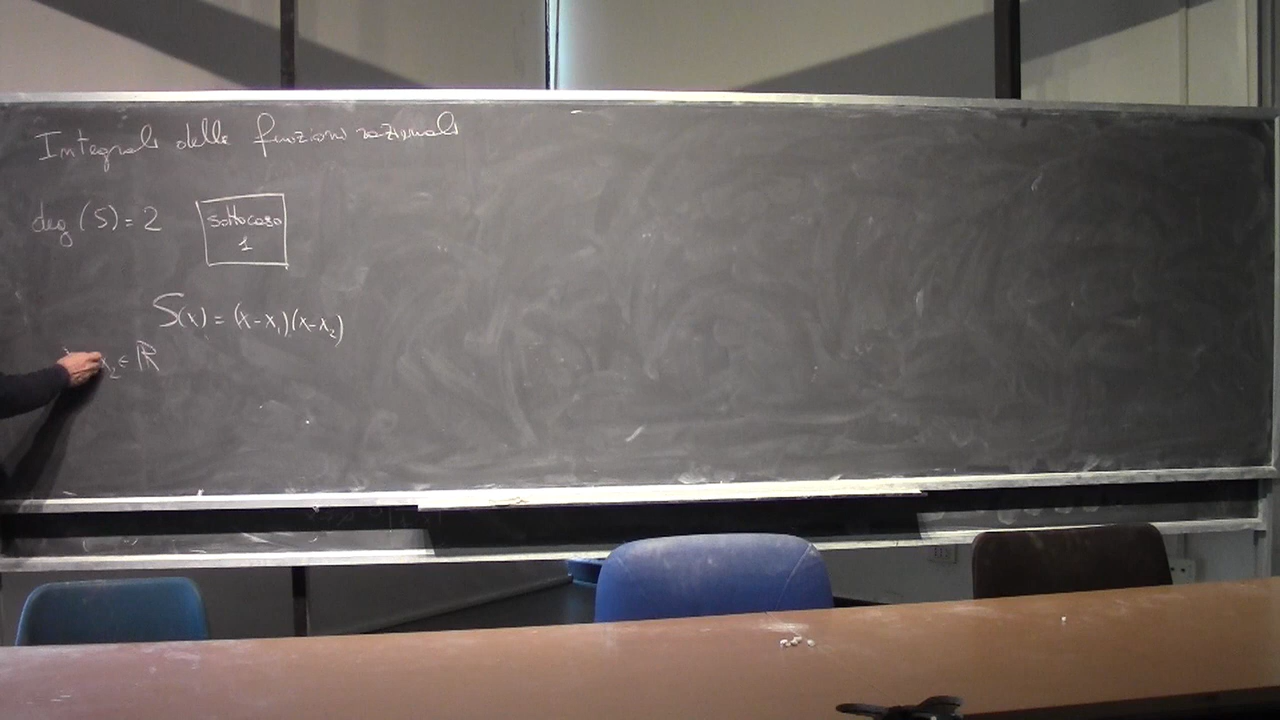 Integrali delle funzioni razionali
deg (S) = 2 sottocaso 1
S(x) = (x-x₁)(x-x₂)
x₂ ∈ ℝ